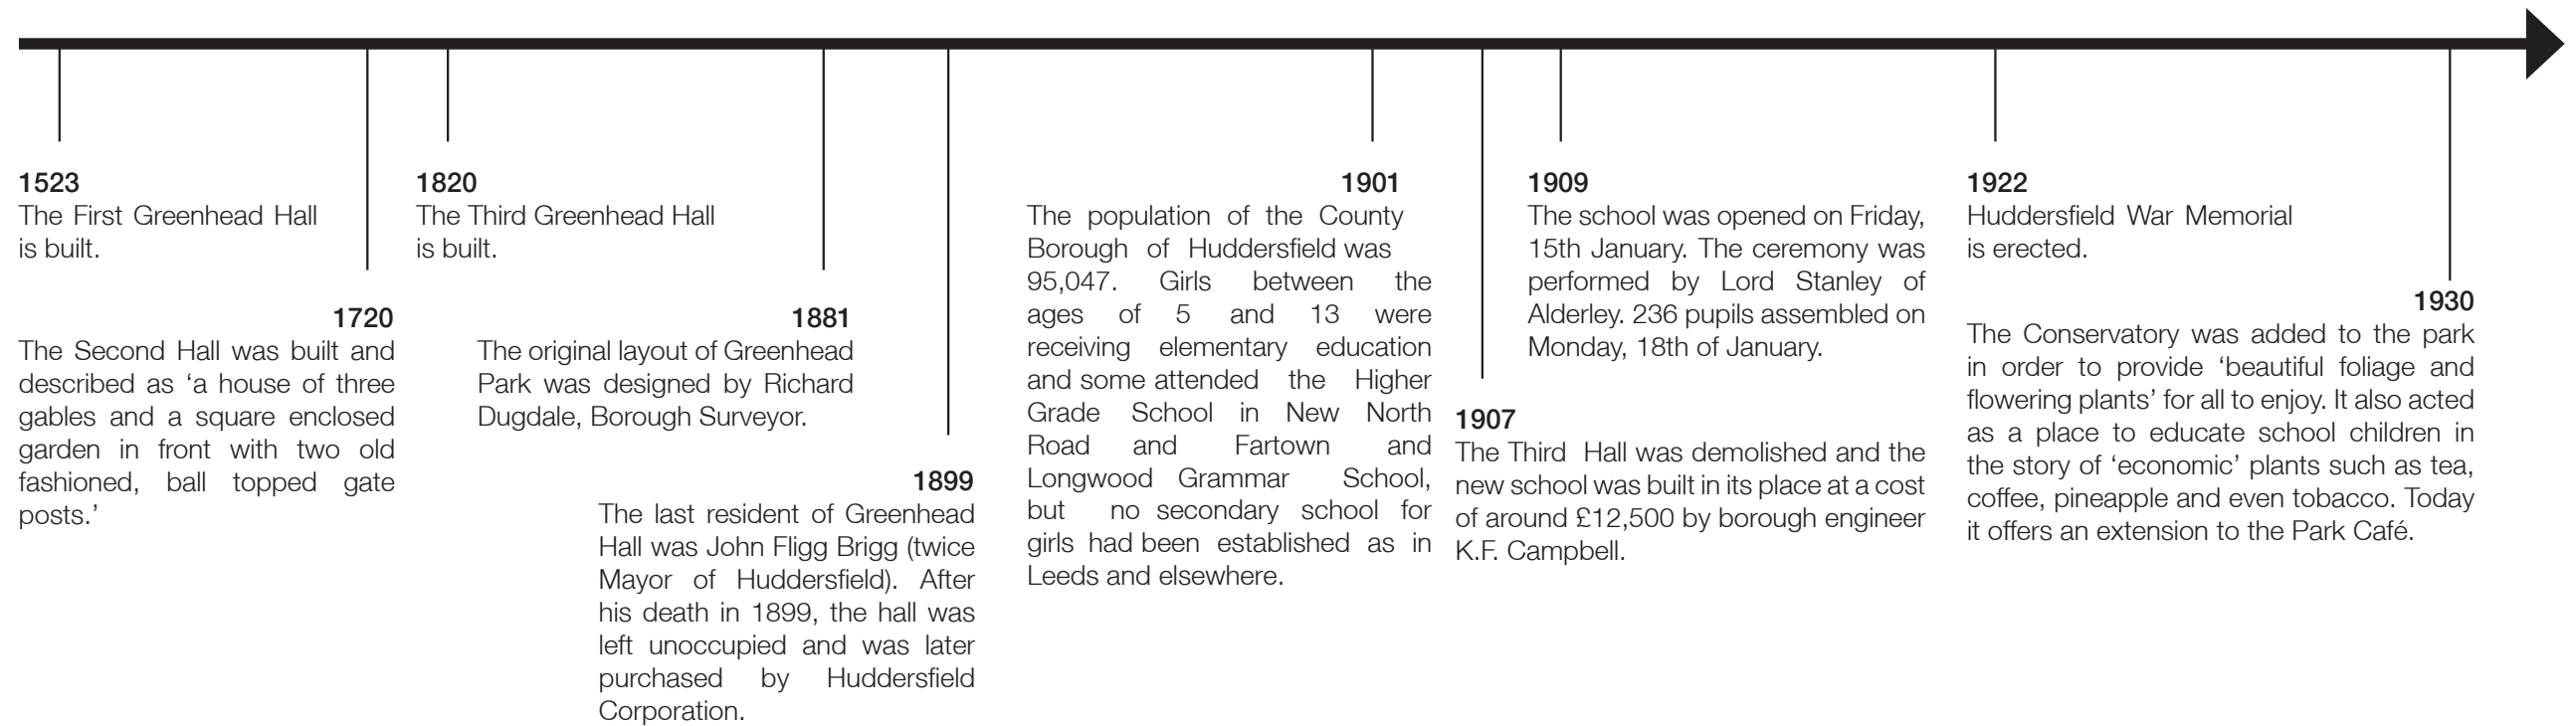 1523
The First Greenhead Hall
is built.
1720
The Second Hall was built and
described as ‘a house of three
gables and a square enclosed
garden in front with two old
fashioned, ball topped gate
posts.’
1820
The Third Greenhead Hall
is built.
1881
The original layout of Greenhead
Park was designed by Richard
Dugdale, Borough Surveyor.
1899
The last resident of Greenhead
Hall was John Fligg Brigg (twice
Mayor of Huddersfield). After
his death in 1899, the hall was
left unoccupied and was later
purchased by Huddersfield
Corporation.
1901
The population of the County
Borough of Huddersfield was
95,047. Girls between the
ages of 5 and 13 were
receiving elementary education
and some attended the Higher
Grade School in New North
Road and Fartown and
Longwood Grammar School,
but no secondary school for
girls had been established as in
Leeds and elsewhere.
1907
The Third Hall was demolished and the
new school was built in its place at a cost
of around £12,500 by borough engineer
K.F. Campbell.
1909
The school was opened on Friday,
15th January. The ceremony was
performed by Lord Stanley of
Alderley. 236 pupils assembled on
Monday, 18th of January.
1922
Huddersfield War Memorial
is erected.
1930
The Conservatory was added to the park
in order to provide ‘beautiful foliage and
flowering plants’ for all to enjoy. It also acted
as a place to educate school children in
the story of ‘economic’ plants such as tea,
coffee, pineapple and even tobacco. Today
it offers an extension to the Park Café.